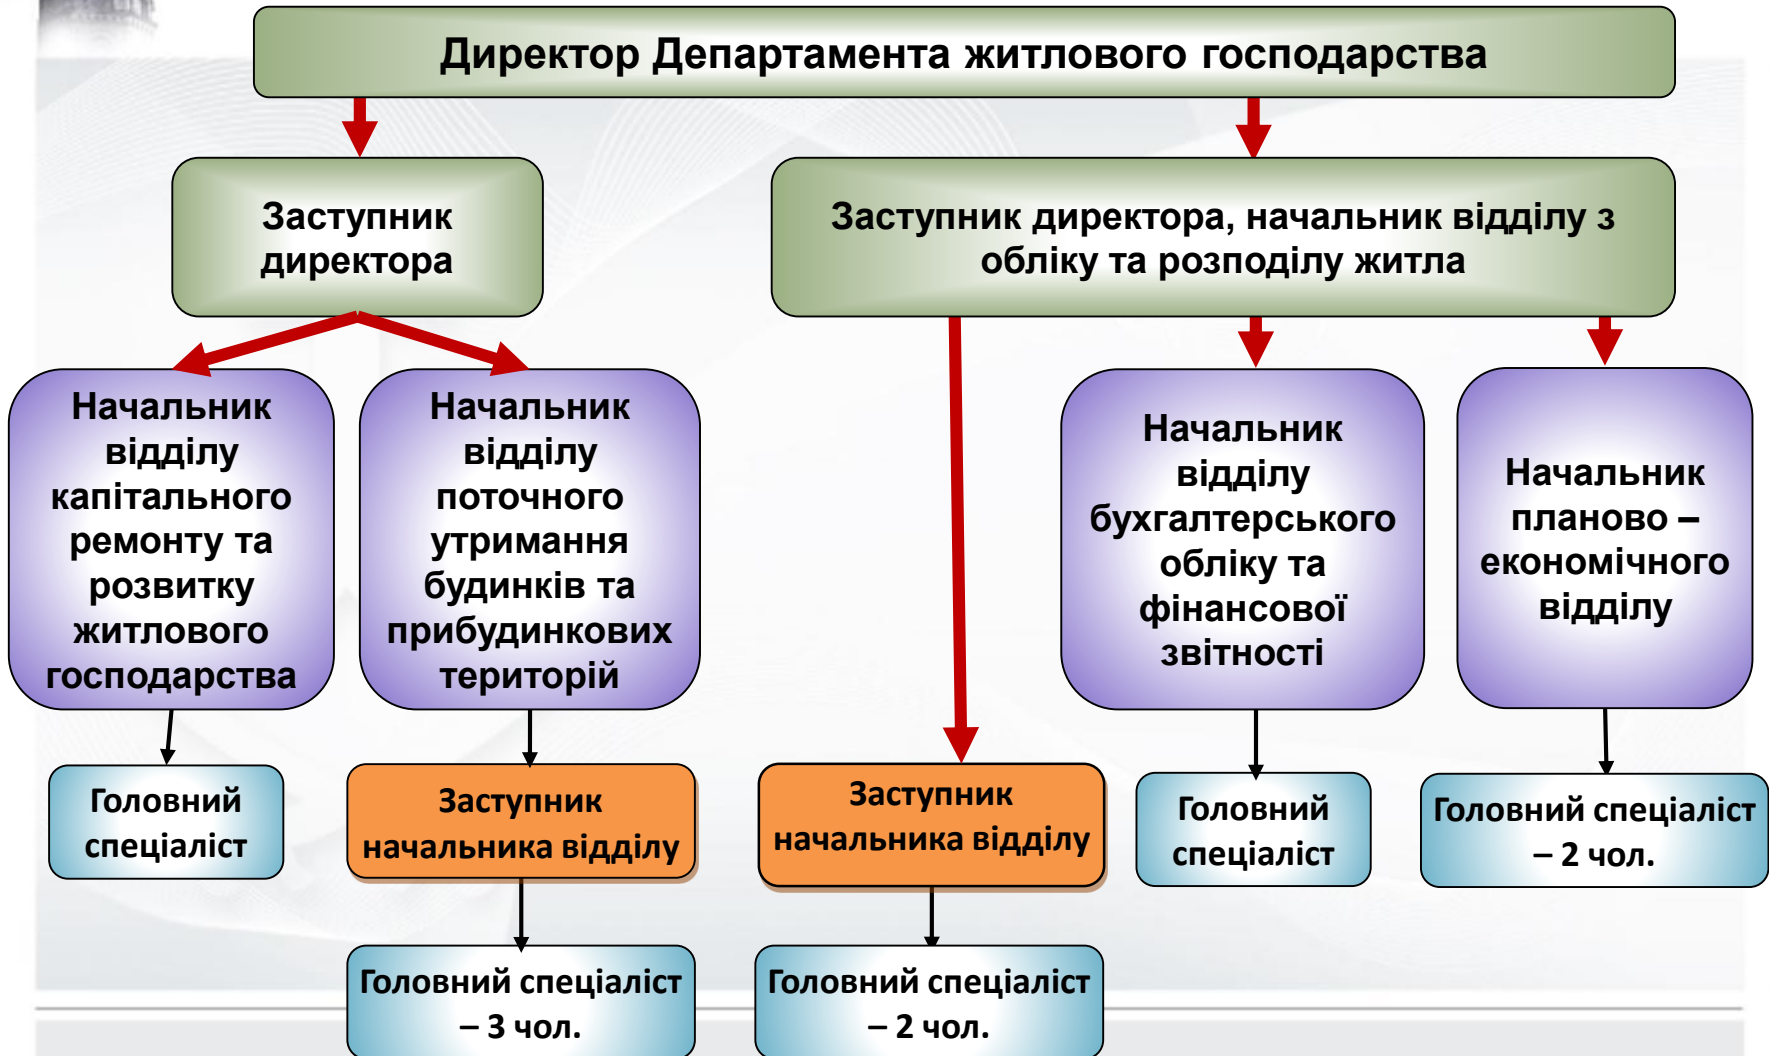 Директор Департамента житлового господарства
Заступник
директора
Заступник директора, начальник відділу з
обліку та розподілу житла
Начальник
відділу
капітального
ремонту та
розвитку
житлового
господарства
Начальник
відділу
поточного
утримання
будинків та
прибудинкових
територій
Начальник
відділу
бухгалтерського
обліку та
фінансової
звітності
Начальник
планово –
економічного
відділу
Головний
спеціаліст
Заступник
начальника відділу
Заступник
начальника відділу
Головний
спеціаліст
Головний спеціаліст
– 2 чол.
Головний спеціаліст
– 3 чол.
Головний спеціаліст
– 2 чол.